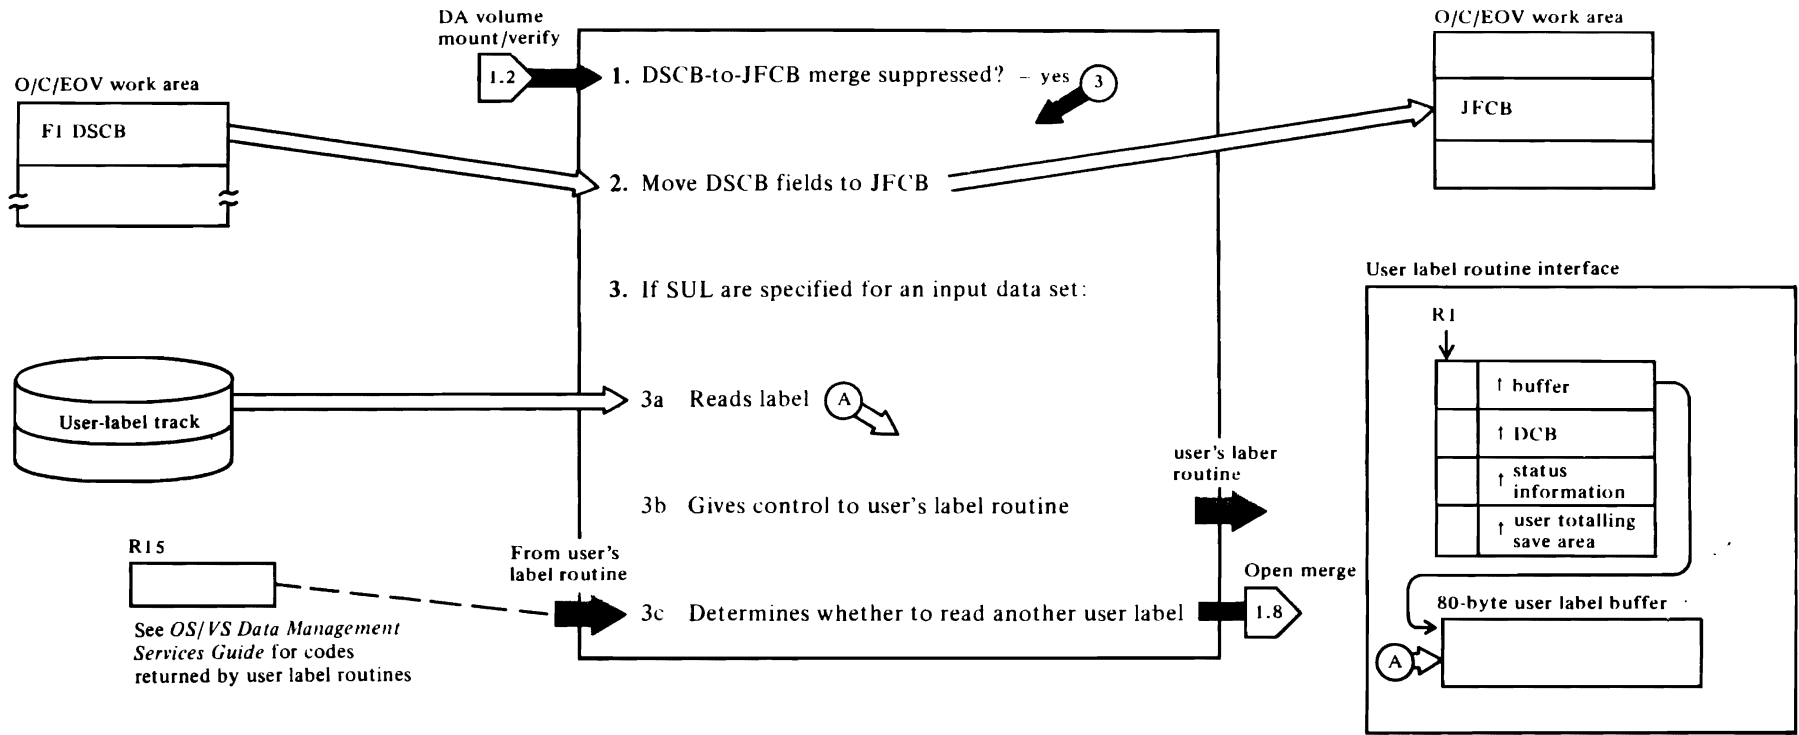 DA volume
mount/verify
1.2
O/C/EOV work area
F1 DSCB
1. DSCB-to-JFCB merge suppressed? – yes 3
O/C/EOV work area
JFCB
2. Move DSCB fields to JFCB
3. If SUL are specified for an input data set:
User-label track
3a Reads label A
3b Gives control to user's label routine
user's laber
routine
R15
See OS/VS Data Management
Services Guide for codes
returned by user label routines
From user's
label routine
3c Determines whether to read another user label
Open merge
1.8
User label routine interface
R1
↑ buffer
↑ DCB
↑ status
information
↑ user totalling
save area
80-byte user label buffer
A